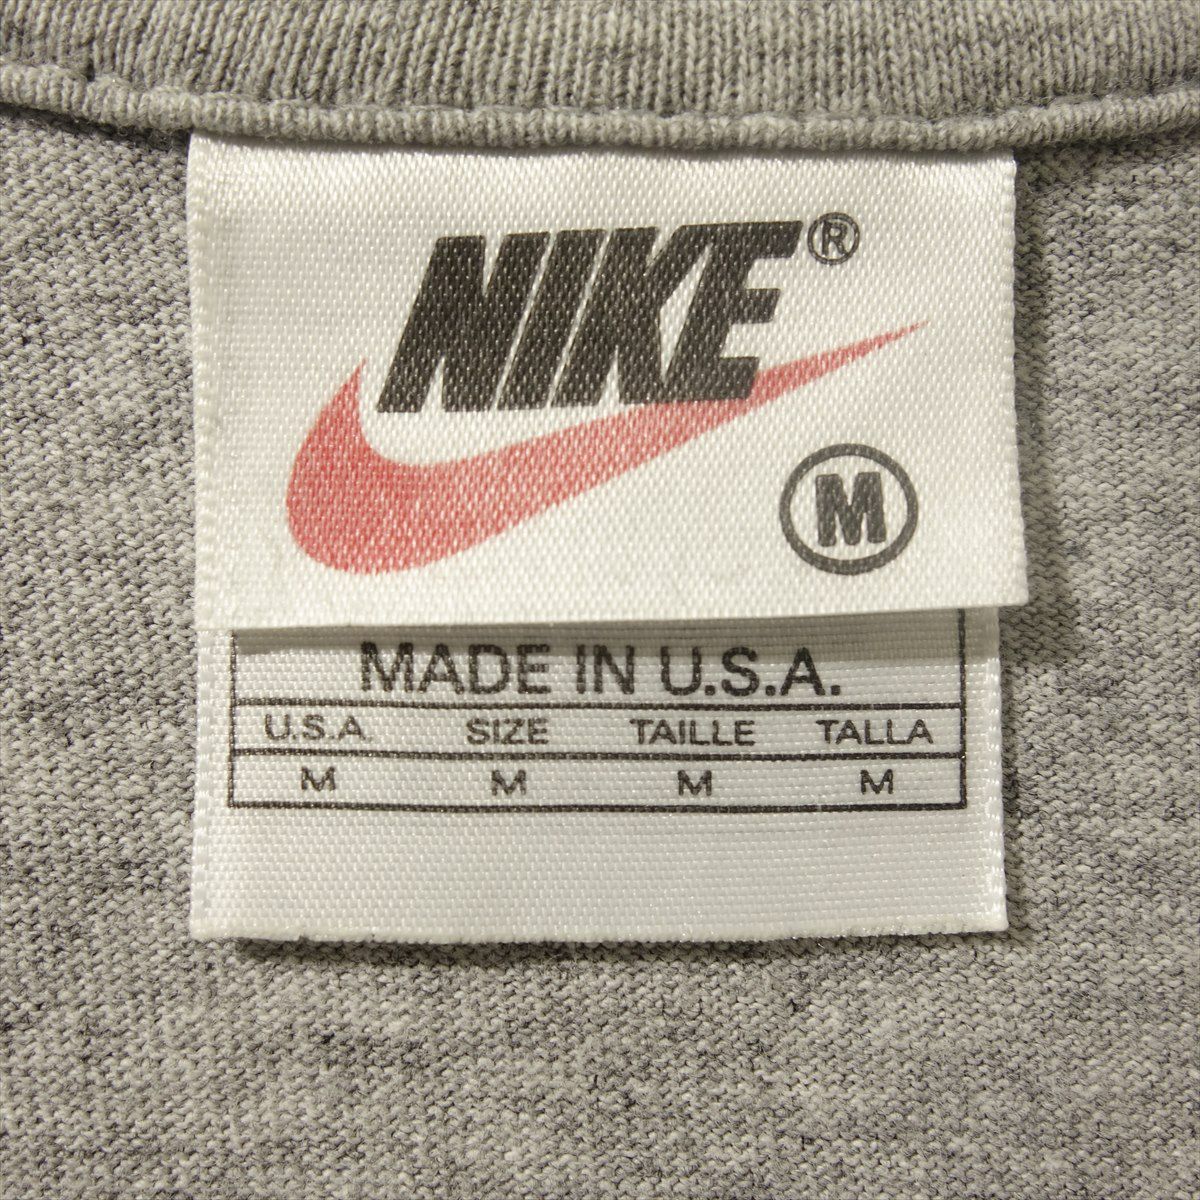 NIKE®
M
MADE IN U.S.A.
U.S.A. SIZE TAILLE TALLA
M M M M